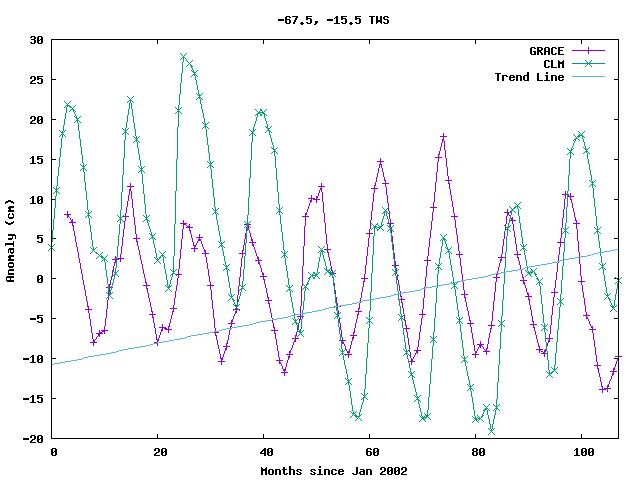 -67.5, -15.5 TWS
GRACE
CLM
Trend Line
30
25
20
15
10
5
0
-5
-10
-15
-20
Anomaly (cm)
0 20 40 60 80 100
Months since Jan 2002